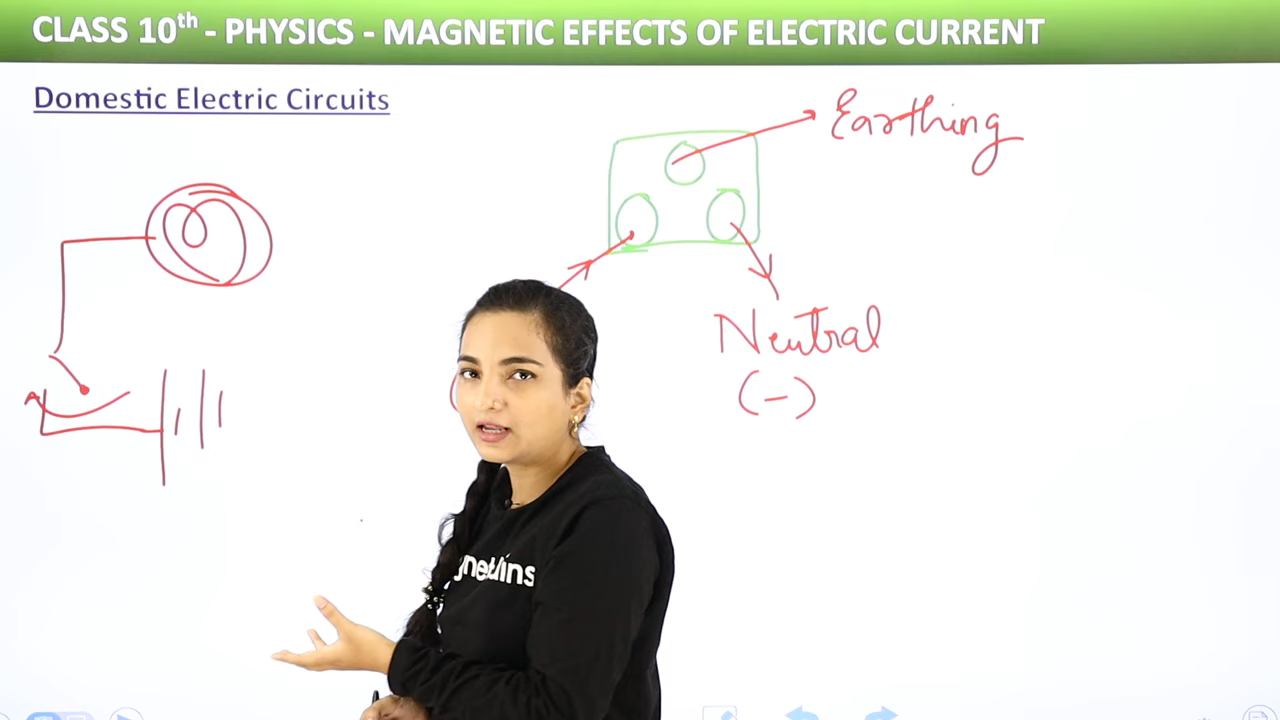 CLASS 10th - PHYSICS - MAGNETIC EFFECTS OF ELECTRIC CURRENT
Domestic Electric Circuits
Earthing
Neutral
(-)